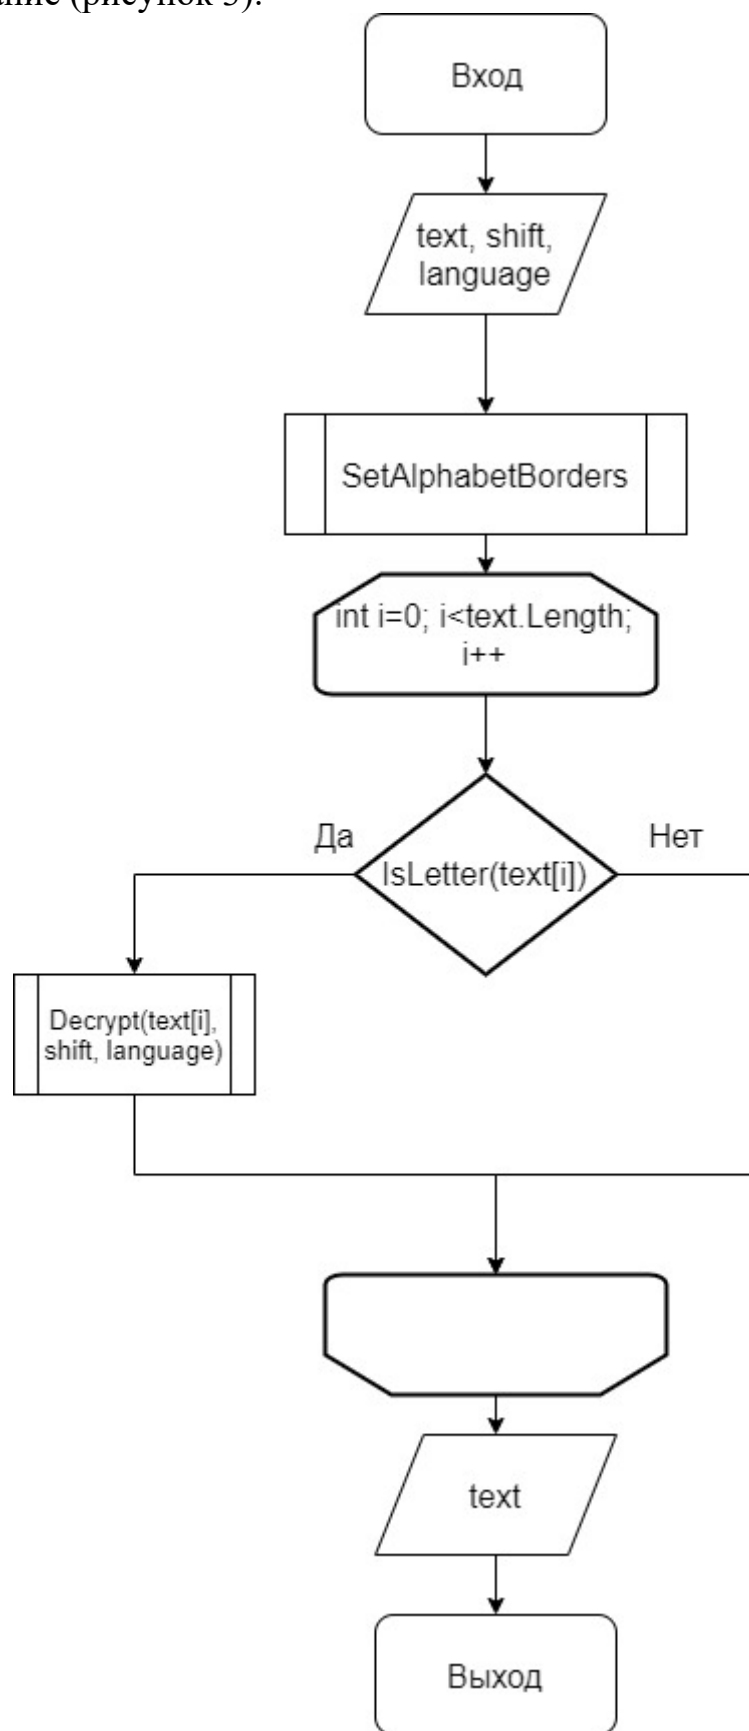 (рисунок 3).
Вход
text, shift,
language
SetAlphabetBorders
int i=0; i<text.Length;
i++
Да
Нет
IsLetter(text[i])
Decrypt(text[i],
shift, language)
text
Выход